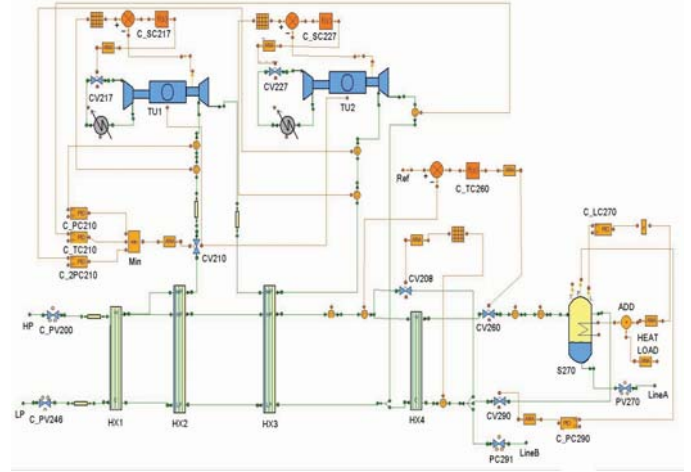 C_SC217
C_SC227
CV217
TU1
CV227
TU2
Ref
C_TC260
C_PC210
C_TC210
C_2PC210
Min
CV210
C_LC270
CV208
CV260
ADD
HEAT
LOAD
S270
HP
C_PV200
LP
C_PV246
HX1
HX2
HX3
HX4
CV290
PV270
LineA
C_PC290
PC291
LineB